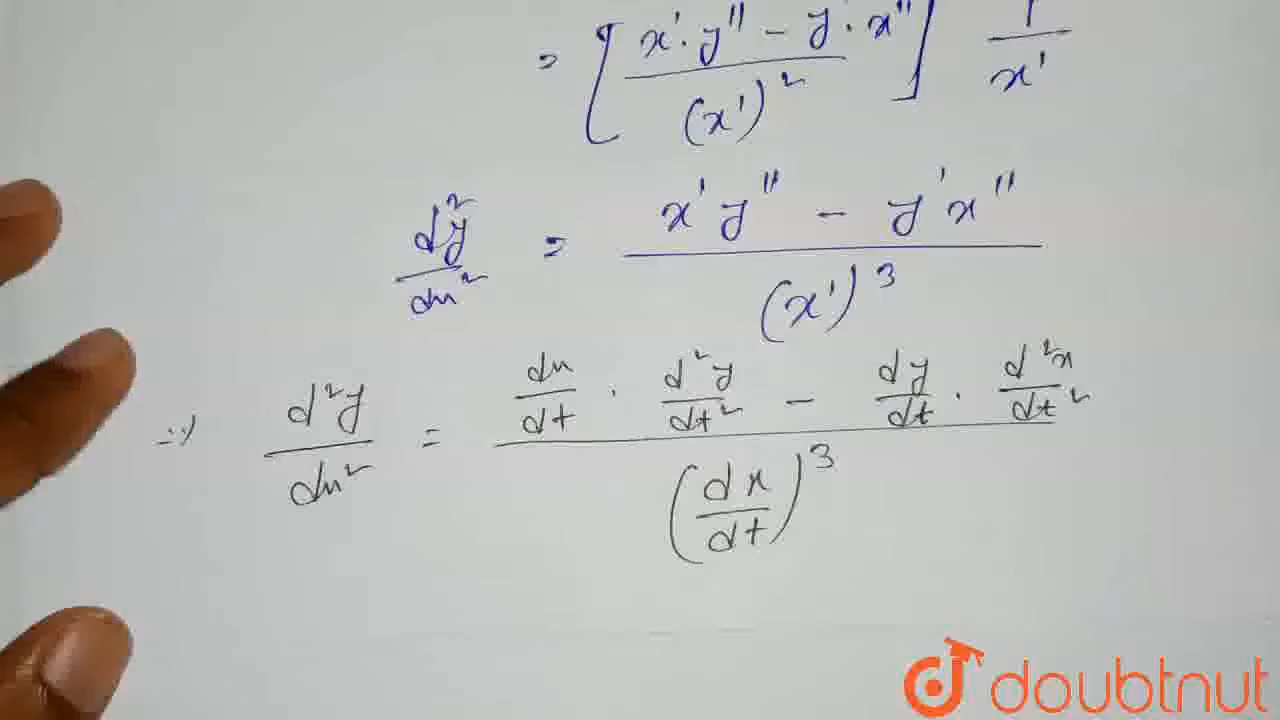 = [ (x'. y" - y. x") / (x')² ] 1/x'
d²y/dx² = (x' y" - y' x") / (x')³
∴ d²y/dx² = (dx/dt . d²y/dt² - dy/dt . d²x/dt²) / (dx/dt)³
doubtnut